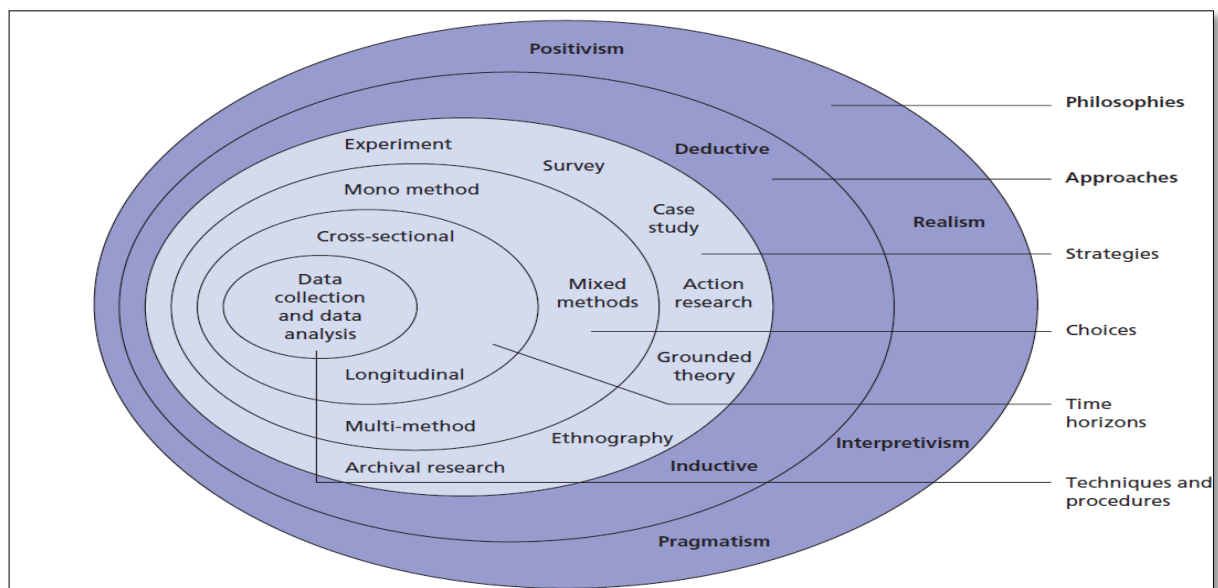 Positivism
Philosophies
Experiment
Survey
Deductive
Approaches
Mono method
Case
study
Realism
Cross-sectional
Strategies
Data
collection
and data
analysis
Mixed
methods
Action
research
Choices
Longitudinal
Grounded
theory
Time
horizons
Multi-method
Ethnography
Interpretivism
Archival research
Inductive
Techniques and
procedures
Pragmatism